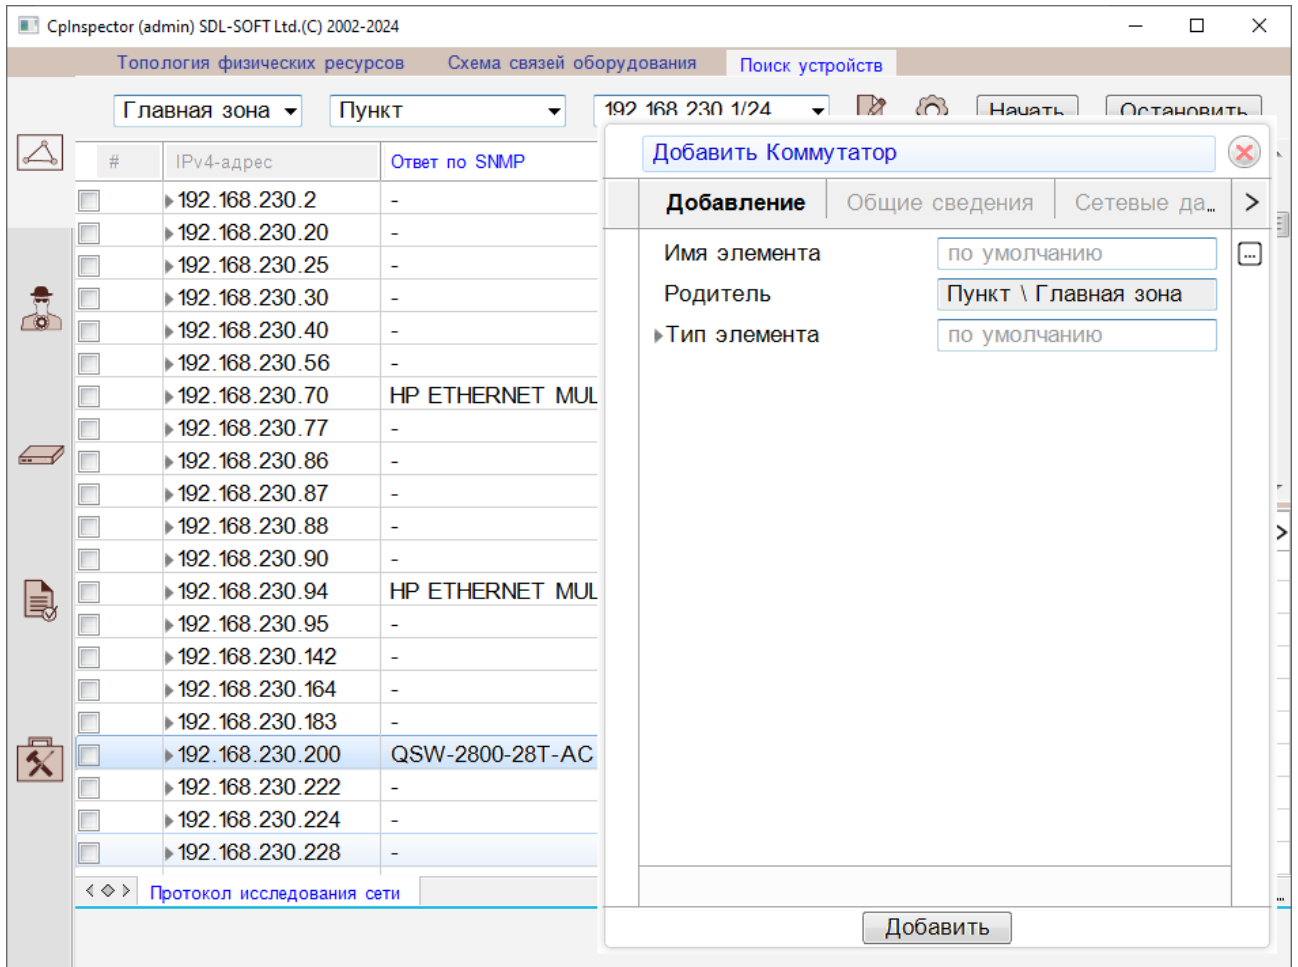 CpInspector (admin) SDL-SOFT Ltd.(C) 2002-2024
Топология физических ресурсов Схема связей оборудования Поиск устройств
Главная зона Пункт 192.168.230.1/24 Начать Остановить
# IPv4-адрес Ответ по SNMP
192.168.230.2 -
192.168.230.20 -
192.168.230.25 -
192.168.230.30 -
192.168.230.40 -
192.168.230.56 -
192.168.230.70 HP ETHERNET MUL
192.168.230.77 -
192.168.230.86 -
192.168.230.87 -
192.168.230.88 -
192.168.230.90 -
192.168.230.94 HP ETHERNET MUL
192.168.230.95 -
192.168.230.142 -
192.168.230.164 -
192.168.230.183 -
192.168.230.200 QSW-2800-28T-AC
192.168.230.222 -
192.168.230.224 -
192.168.230.228 -
Протокол исследования сети
Добавить Коммутатор
Добавление Общие сведения Сетевые да...
Имя элемента по умолчанию ...
Родитель Пункт \ Главная зона
Тип элемента по умолчанию
Добавить